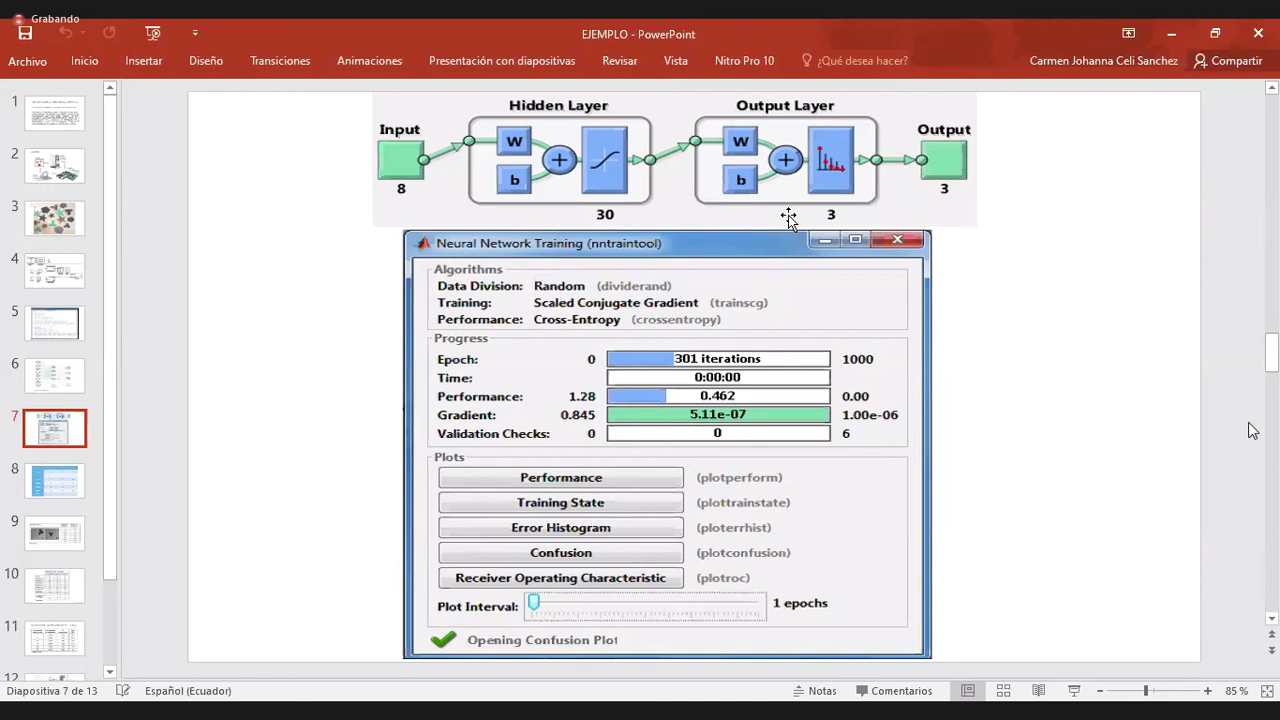 Grabando
EJEMPLO - PowerPoint
Archivo Inicio Insertar Diseño Transiciones Animaciones Presentación con diapositivas Revisar Vista Nitro Pro 10 ¿Qué desea hacer? Carmen Johanna Celi Sanchez Compartir
Hidden Layer Output Layer
Input Output
W W
b b
8 3
30 3
Neural Network Training (nntraintool)
Algorithms
Data Division: Random (dividerand)
Training: Scaled Conjugate Gradient (trainscg)
Performance: Cross-Entropy (crossentropy)
Progress
Epoch: 0 301 iterations 1000
Time: 0:00:00
Performance: 1.28 0.462 0.00
Gradient: 0.845 5.11e-07 1.00e-06
Validation Checks: 0 0 6
Plots
Performance (plotperform)
Training State (plottrainstate)
Error Histogram (ploterrhist)
Confusion (plotconfusion)
Receiver Operating Characteristic (plotroc)
Plot Interval: 1 epochs
Opening Confusion Plot
1
2
3
4
5
6
7
8
9
10
11
12
Diapositiva 7 de 13 Español (Ecuador) Notas Comentarios 85 %